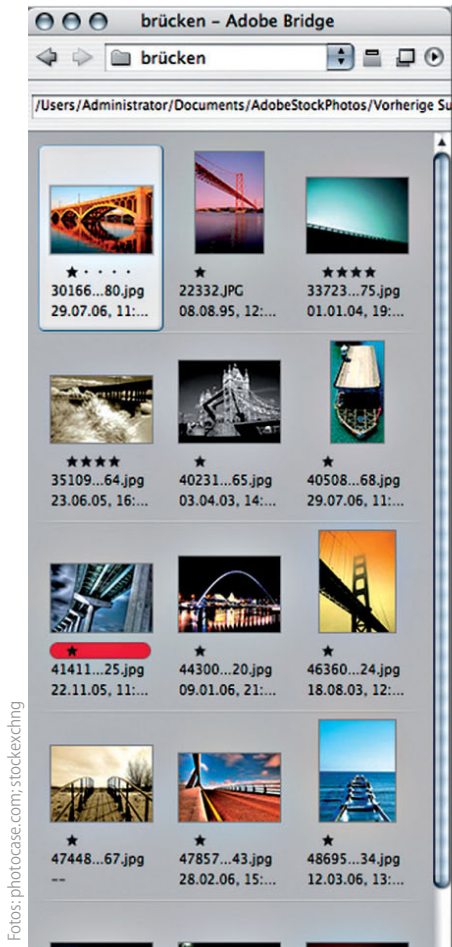 brücken – Adobe Bridge
brücken
/Users/Administrator/Documents/AdobeStockPhotos/Vorherige Su
★····
★
★★★★
30166...80.jpg
22332.JPG
33723...75.jpg
29.07.06, 11:...
08.08.95, 12:...
01.01.04, 19:...
★★★★
★
★
35109...64.jpg
40231...65.jpg
40508...68.jpg
23.06.05, 16:...
03.04.03, 14:...
29.07.06, 11:...
★
★
★
41411...25.jpg
44300...20.jpg
46360...24.jpg
22.11.05, 11:...
09.01.06, 21:...
18.08.03, 12:...
★
★
★
47448...67.jpg
47857...43.jpg
48695...34.jpg
--
28.02.06, 15:...
12.03.06, 13:...
Fotos: photocase.com; stockexchng